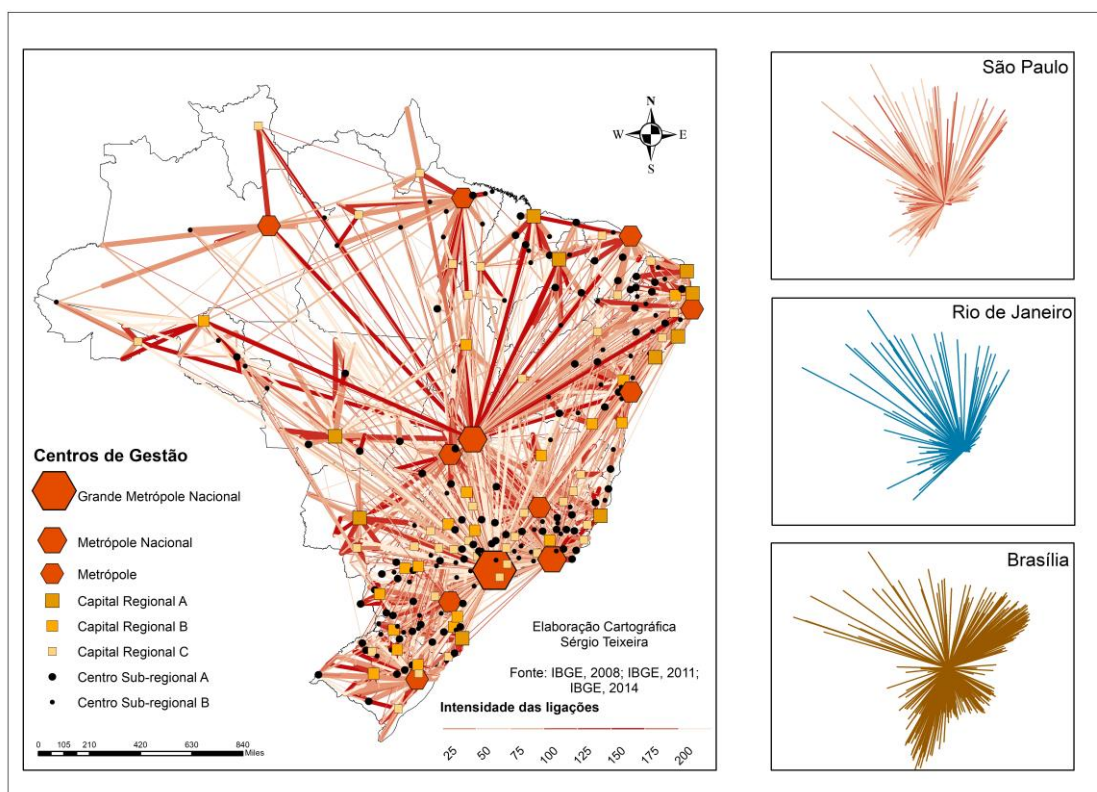 N
W
E
S
Centros de Gestão
Grande Metrópole Nacional
Metrópole Nacional
Metrópole
Capital Regional A
Capital Regional B
Capital Regional C
Centro Sub-regional A
Centro Sub-regional B
0 105 210 420 630 840
Miles
Elaboração Cartográfica
Sérgio Teixeira
Fonte: IBGE, 2008; IBGE, 2011;
IBGE, 2014
Intensidade das ligações
25 50 75 100 125 150 175 200
São Paulo
Rio de Janeiro
Brasília